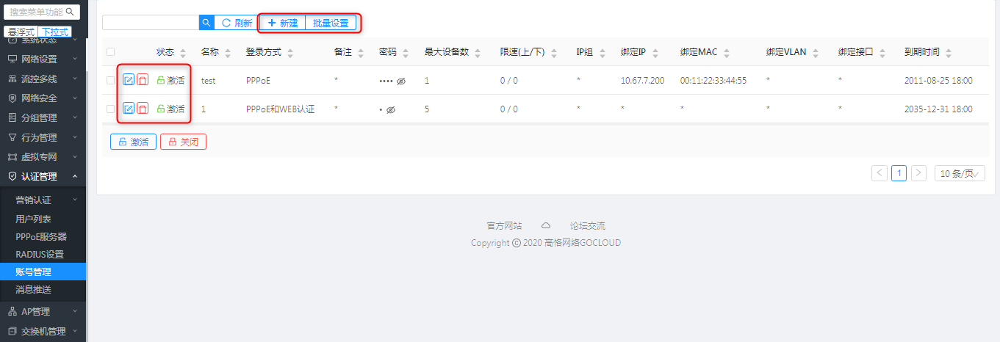 搜索菜单功能
悬浮式 下拉式
系统状态
网络设置
流控多线
网络安全
分组管理
行为管理
虚拟专网
认证管理
营销认证
用户列表
PPPoE服务器
RADIUS设置
账号管理
消息推送
AP管理
交换机管理
刷新 新建 批量设置
状态 名称 登录方式 备注 密码 最大设备数 限速(上/下) IP组 绑定IP 绑定MAC 绑定VLAN 绑定接口 到期时间
激活 test PPPoE * •••• 1 0 / 0 * 10.67.7.200 00:11:22:33:44:55 * * 2011-08-25 18:00
激活 1 PPPoE和WEB认证 * • 5 0 / 0 * * * * * 2035-12-31 18:00
激活 关闭
< 1 > 10 条/页
官方网站 论坛交流
Copyright © 2020 高恪网络GOCLOUD